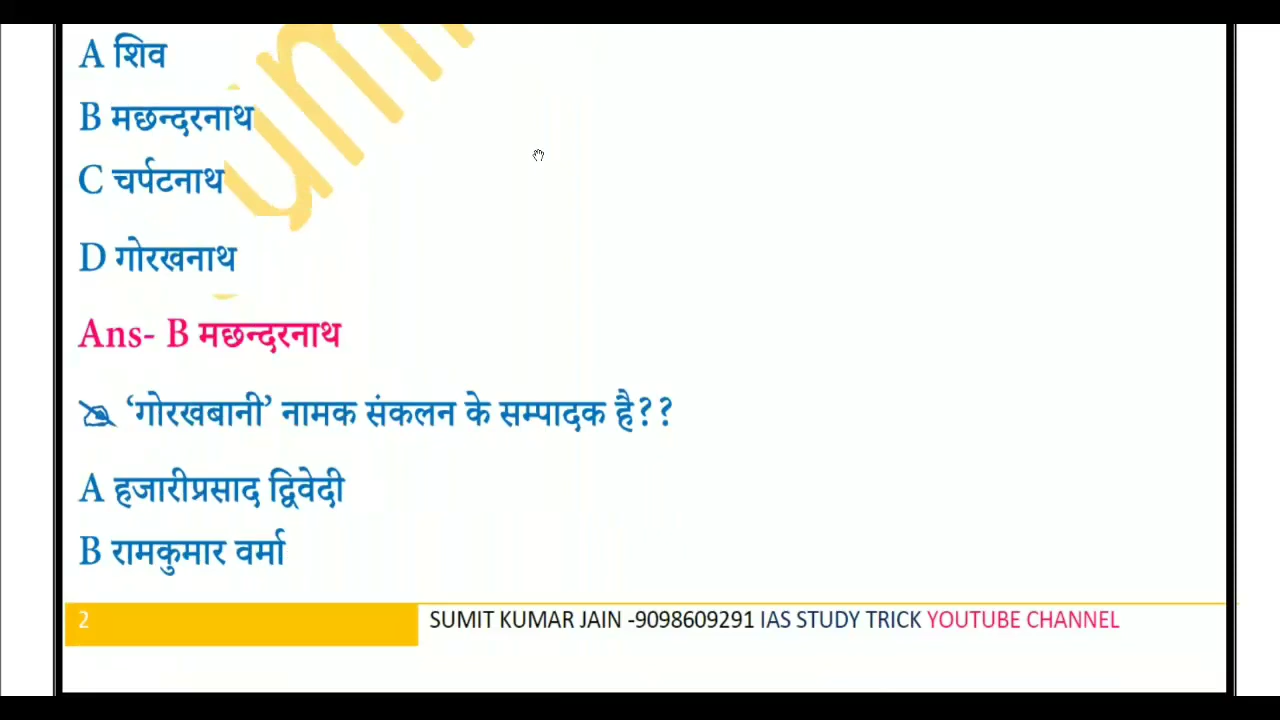 A शिव
B मछन्दरनाथ
C चर्पटनाथ
D गोरखनाथ
Ans- B मछन्दरनाथ
‘गोरखबानी’ नामक संकलन के सम्पादक है??
A हजारीप्रसाद द्विवेदी
B रामकुमार वर्मा
2 SUMIT KUMAR JAIN -9098609291 IAS STUDY TRICK YOUTUBE CHANNEL